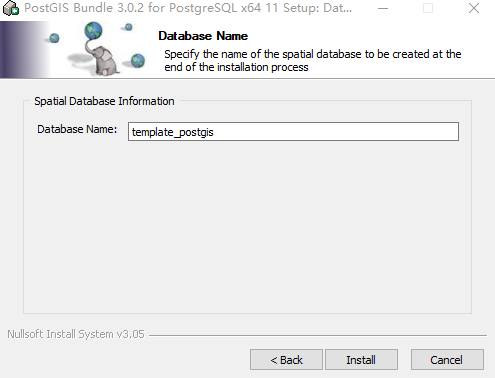 PostGIS Bundle 3.0.2 for PostgreSQL x64 11 Setup: Dat...
Database Name
Specify the name of the spatial database to be created at the
end of the installation process
Spatial Database Information
Database Name: template_postgis
Nullsoft Install System v3.05
< Back Install Cancel